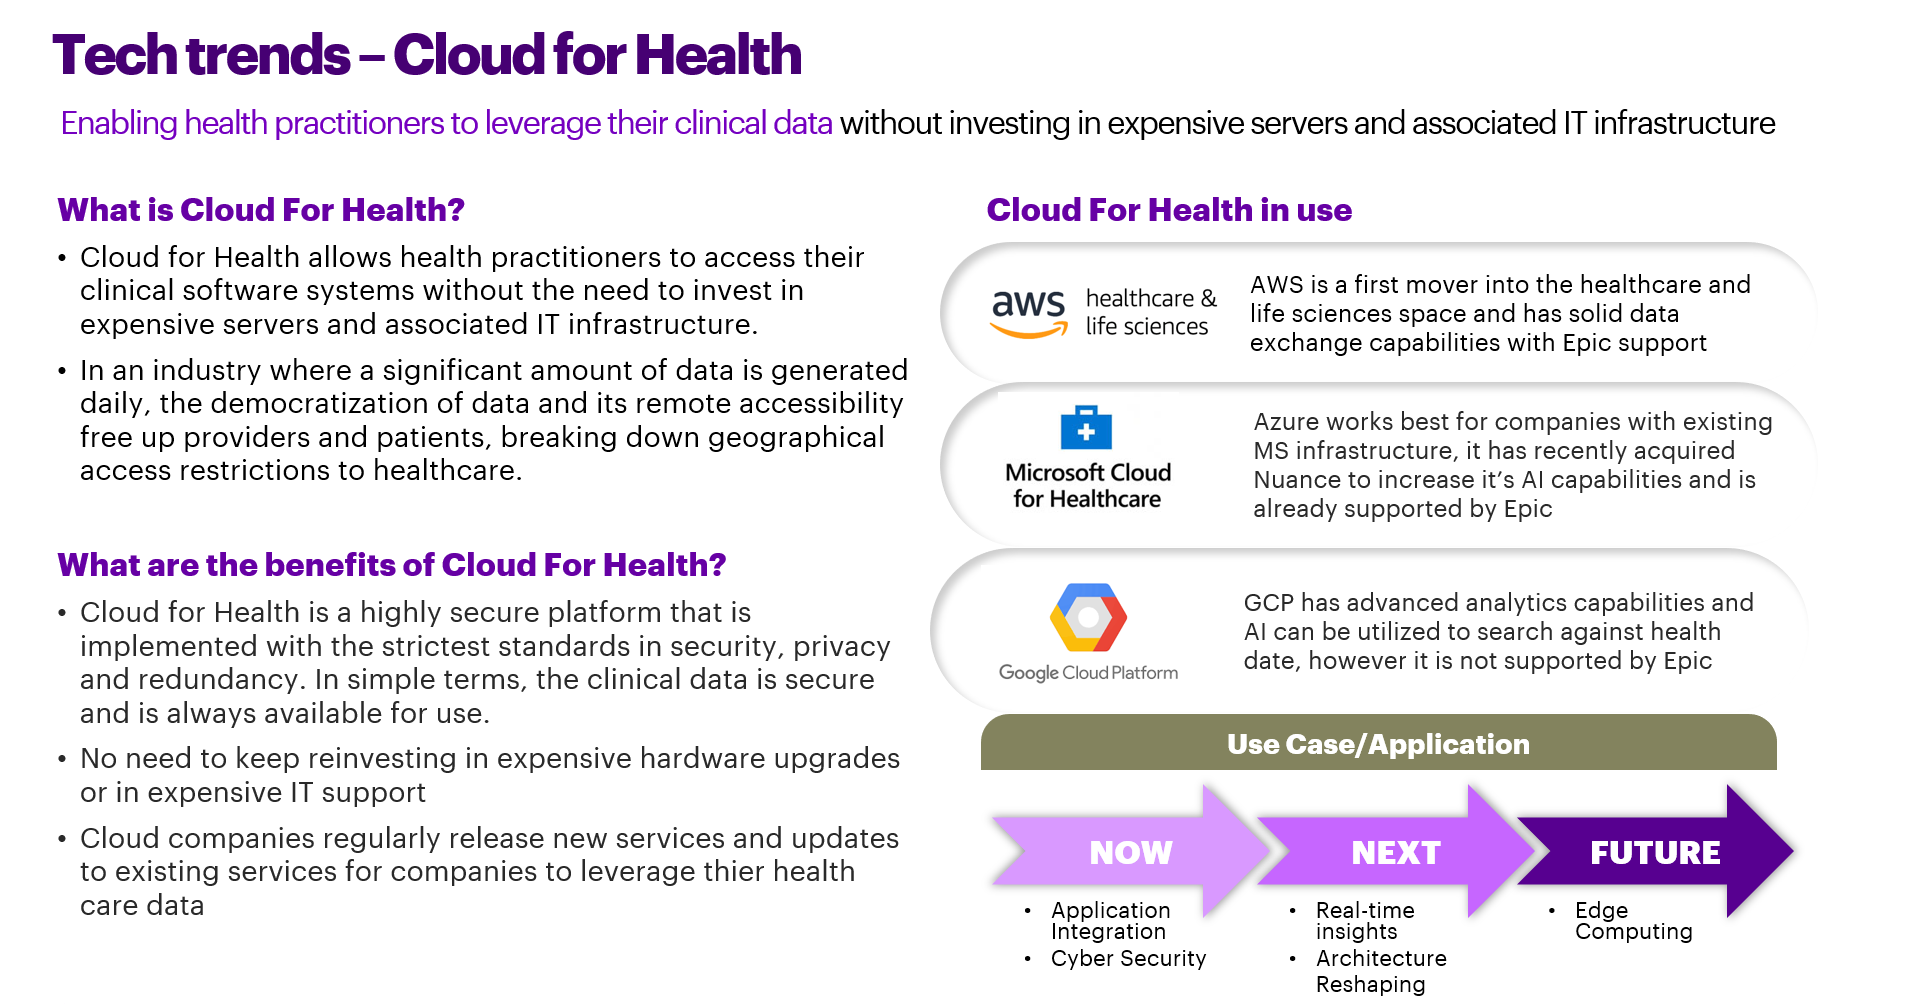 Tech trends – Cloud for Health
Enabling health practitioners to leverage their clinical data without investing in expensive servers and associated IT infrastructure
What is Cloud For Health?
• Cloud for Health allows health practitioners to access their
clinical software systems without the need to invest in
expensive servers and associated IT infrastructure.
• In an industry where a significant amount of data is generated
daily, the democratization of data and its remote accessibility
free up providers and patients, breaking down geographical
access restrictions to healthcare.
What are the benefits of Cloud For Health?
• Cloud for Health is a highly secure platform that is
implemented with the strictest standards in security, privacy
and redundancy. In simple terms, the clinical data is secure
and is always available for use.
• No need to keep reinvesting in expensive hardware upgrades
or in expensive IT support
• Cloud companies regularly release new services and updates
to existing services for companies to leverage thier health
care data
Cloud For Health in use
aws
healthcare &
life sciences
AWS is a first mover into the healthcare and
life sciences space and has solid data
exchange capabilities with Epic support
Microsoft Cloud
for Healthcare
Azure works best for companies with existing
MS infrastructure, it has recently acquired
Nuance to increase it’s AI capabilities and is
already supported by Epic
Google Cloud Platform
GCP has advanced analytics capabilities and
AI can be utilized to search against health
date, however it is not supported by Epic
Use Case/Application
NOW
• Application
Integration
• Cyber Security
NEXT
• Real-time
insights
• Architecture
Reshaping
FUTURE
• Edge
Computing